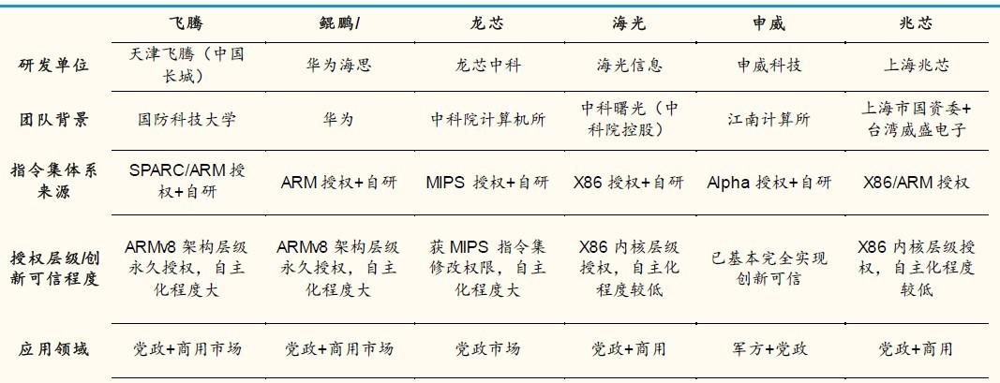 飞腾 鲲鹏/ 龙芯 海光 申威 兆芯
研发单位 天津飞腾（中国长城） 华为海思 龙芯中科 海光信息 申威科技 上海兆芯
团队背景 国防科技大学 华为 中科院计算机所 中科曙光（中科院控股） 江南计算所 上海市国资委+台湾威盛电子
指令集体系来源 SPARC/ARM 授权+自研 ARM 授权+自研 MIPS 授权+自研 X86 授权+自研 Alpha 授权+自研 X86/ARM 授权
授权层级/创新可信程度 ARMv8 架构层级永久授权，自主化程度大 ARMv8 架构层级永久授权，自主化程度大 获 MIPS 指令集修改权限，自主化程度大 X86 内核层级授权，自主化程度较低 已基本完全实现创新可信 X86 内核层级授权，自主化程度较低
应用领域 党政+商用市场 党政+商用市场 党政市场 党政+商用 军方+党政 党政+商用